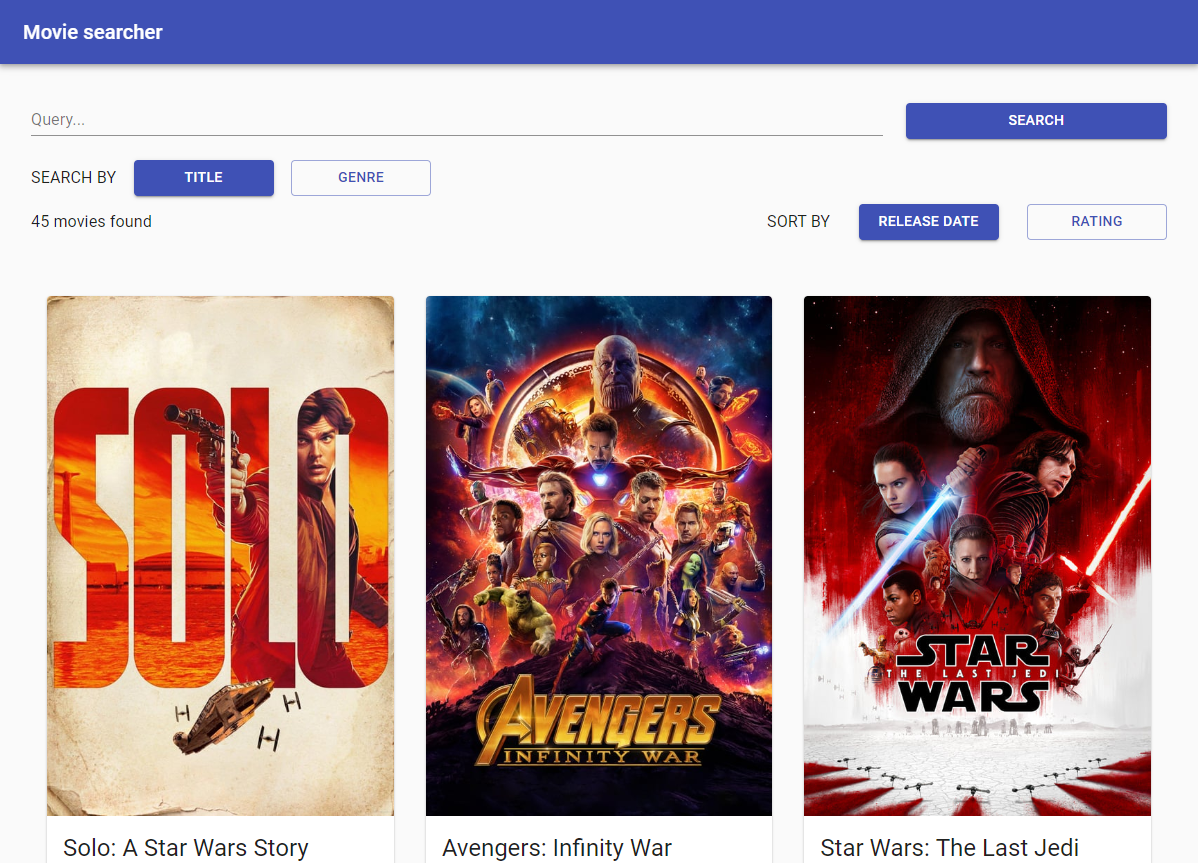 Movie searcher
Query...
SEARCH
SEARCH BY
TITLE
GENRE
45 movies found
SORT BY
RELEASE DATE
RATING
SOLO
AVENGERS
INFINITY WAR
STAR
THE LAST JEDI
WARS
Solo: A Star Wars Story
Avengers: Infinity War
Star Wars: The Last Jedi